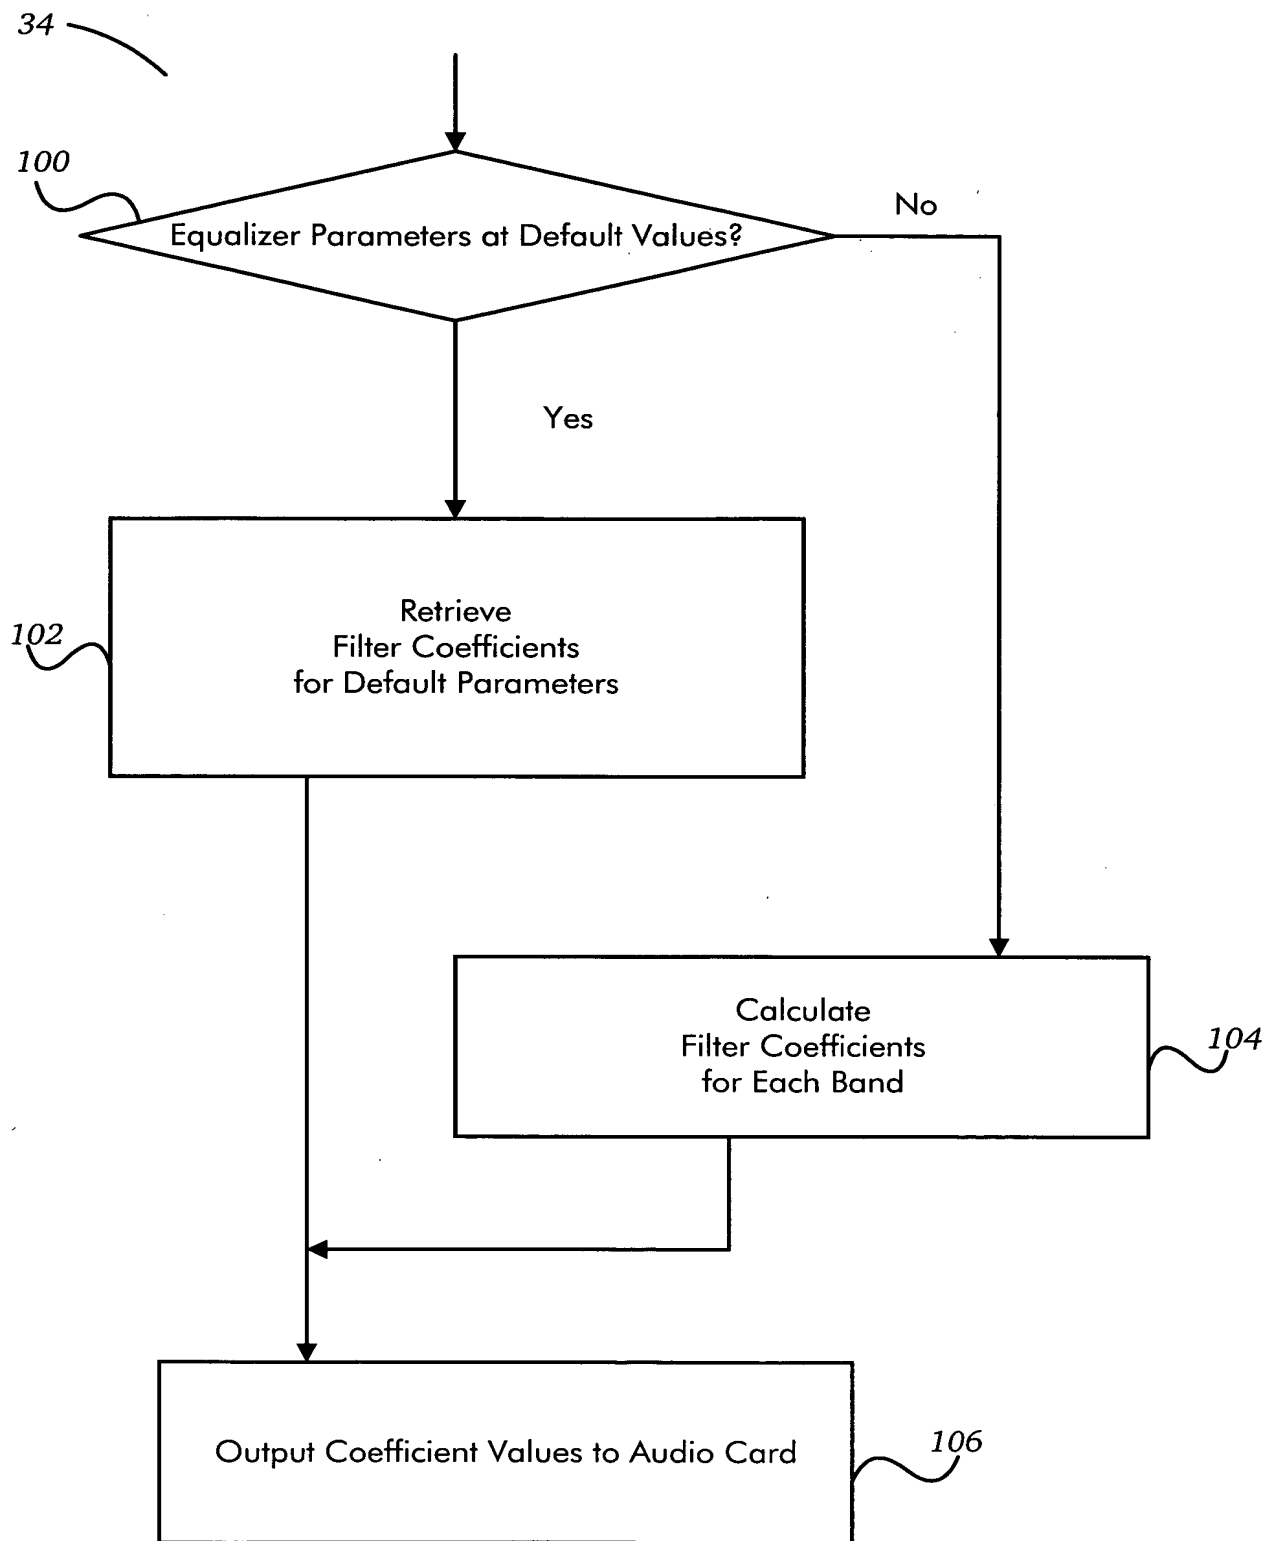 34
100
No
Equalizer Parameters at Default Values?
Yes
Retrieve
102
Filter Coefficients
for Default Parameters
Calculate
104
Filter Coefficients
for Each Band
106
Output Coefficient Values to Audio Card